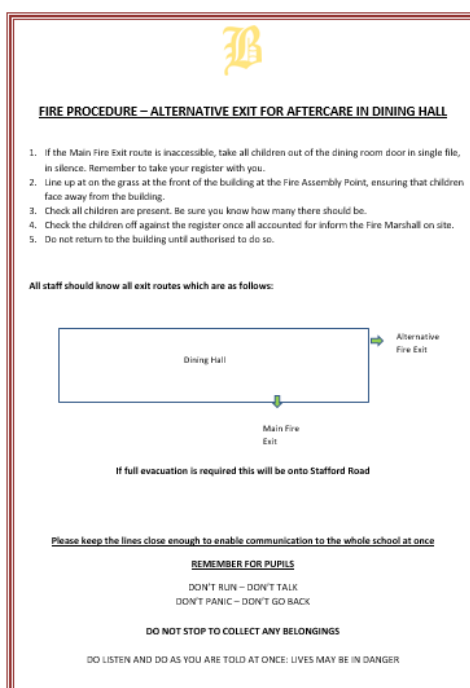 B
FIRE PROCEDURE – ALTERNATIVE EXIT FOR AFTERCARE IN DINING HALL
1. If the Main Fire Exit route is inaccessible, take all children out of the dining room door in single file,
in silence. Remember to take your register with you.
2. Line up at on the grass at the front of the building at the Fire Assembly Point, ensuring that children
face away from the building.
3. Check all children are present. Be sure you know how many there should be.
4. Check the children off against the register once all accounted for inform the Fire Marshall on site.
5. Do not return to the building until authorised to do so.
All staff should know all exit routes which are as follows:
Dining Hall
Alternative
Fire Exit
Main Fire
Exit
If full evacuation is required this will be onto Stafford Road
Please keep the lines close enough to enable communication to the whole school at once
REMEMBER FOR PUPILS
DON'T RUN – DON'T TALK
DON'T PANIC – DON'T GO BACK
DO NOT STOP TO COLLECT ANY BELONGINGS
DO LISTEN AND DO AS YOU ARE TOLD AT ONCE: LIVES MAY BE IN DANGER